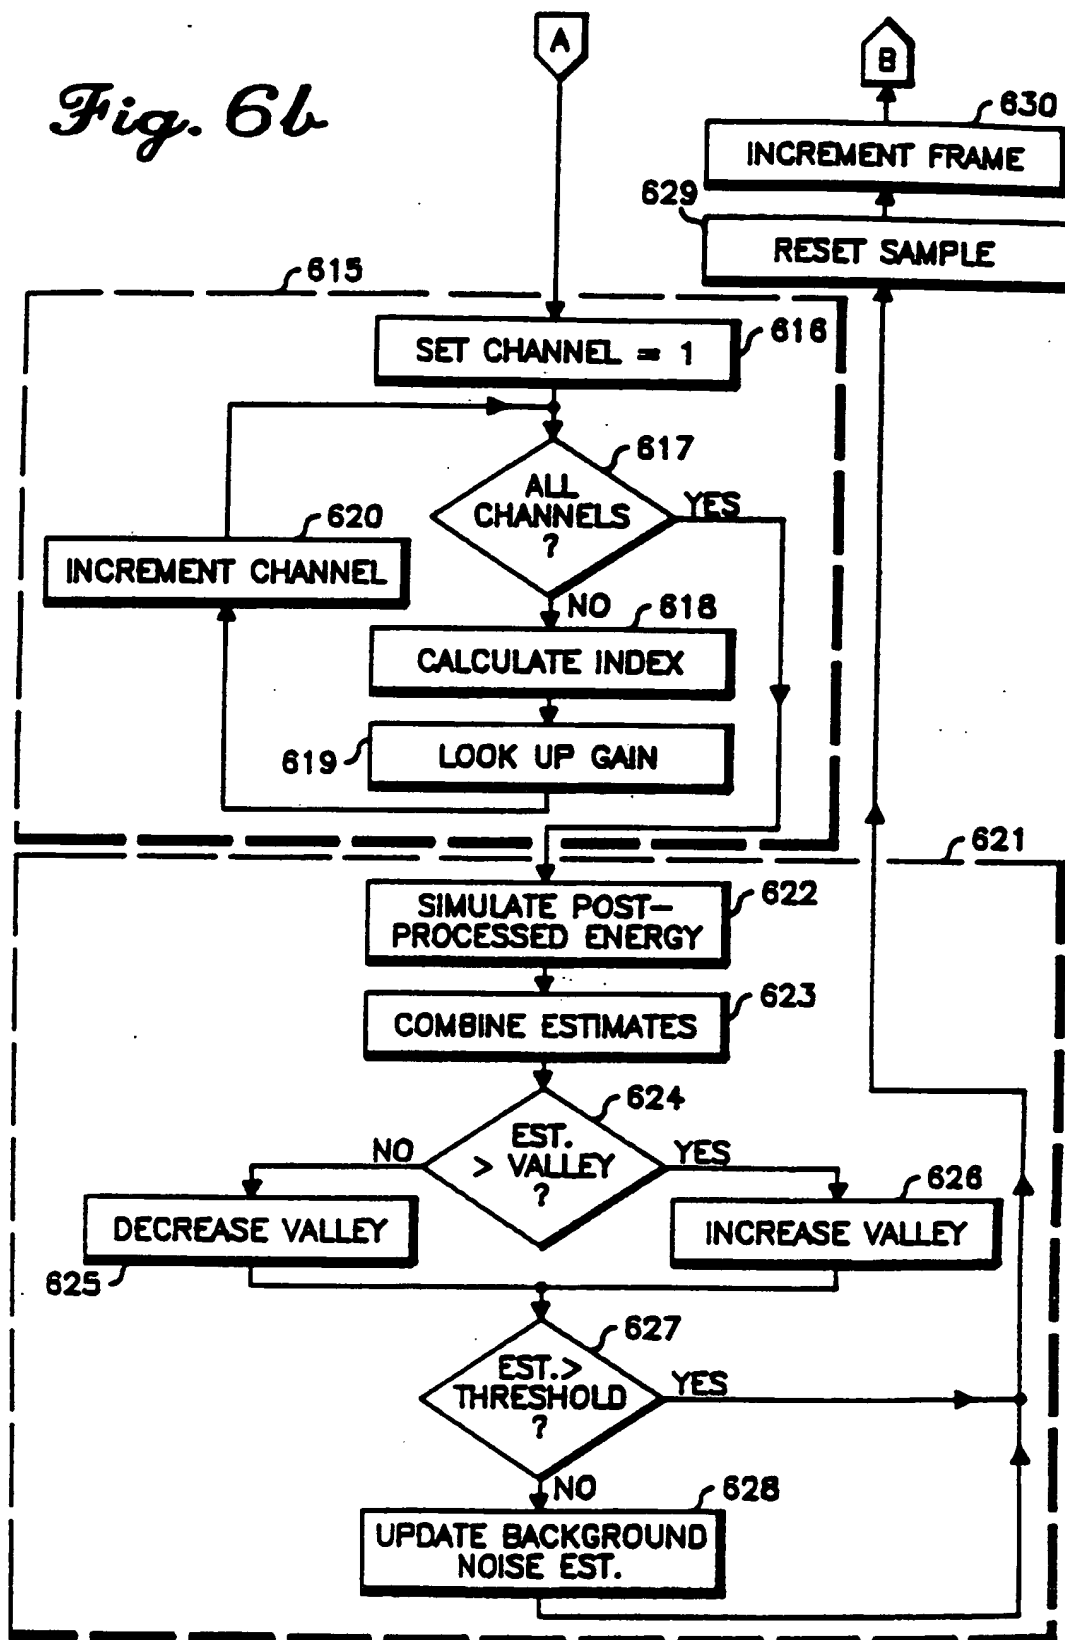 Fig. 6b
A
B
630
INCREMENT FRAME
629
RESET SAMPLE
615
SET CHANNEL = 1
616
617
ALL
CHANNELS
?
YES
620
INCREMENT CHANNEL
NO
618
CALCULATE INDEX
619
LOOK UP GAIN
621
SIMULATE POST-
PROCESSED ENERGY
622
COMBINE ESTIMATES
623
624
EST.
> VALLEY
?
NO
YES
DECREASE VALLEY
625
626
INCREASE VALLEY
627
EST.>
THRESHOLD
?
YES
NO
628
UPDATE BACKGROUND
NOISE EST.